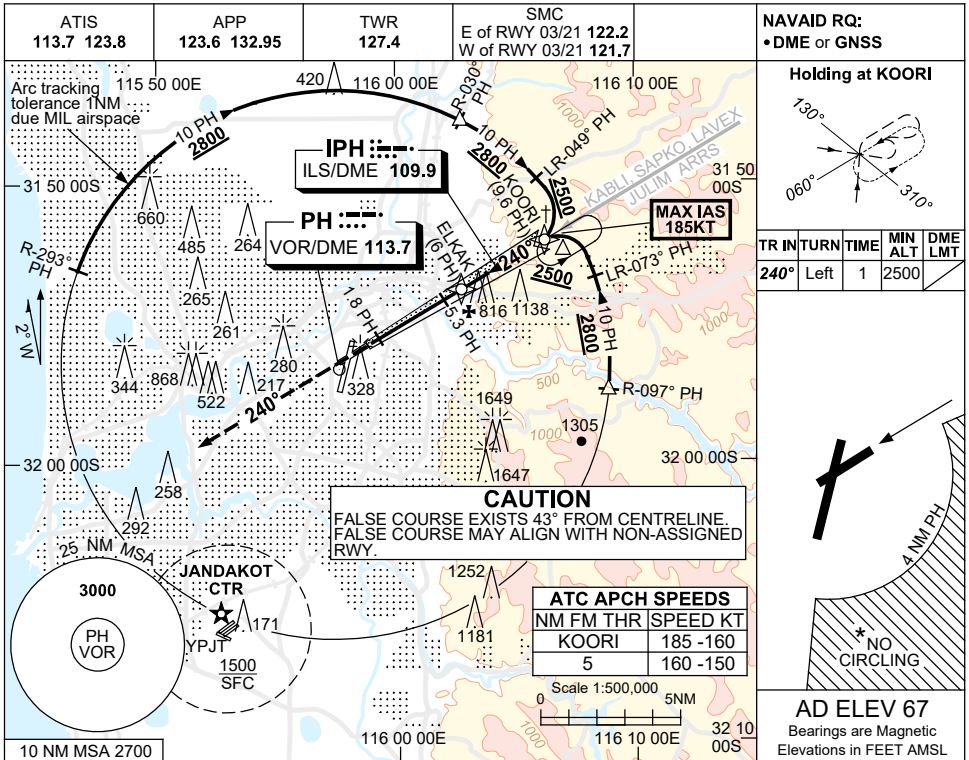 ATIS
113.7 123.8
APP
123.6 132.95
TWR
127.4
SMC
E of RWY 03/21 122.2
W of RWY 03/21 121.7
NAVAID RQ:
•DME or GNSS
Holding at KOORI
130°
060°
310°
TR IN TURN TIME MIN ALT DME LMT
240° Left 1 2500
4 NM PH
*NO
CIRCLING
AD ELEV 67
Bearings are Magnetic
Elevations in FEET AMSL
115 50 00E
116 00 00E
116 10 00E
Arc tracking
tolerance 1NM
due MIL airspace
420
R-030°
PH
10 PH
2800
10 PH
2800
LR-049° PH
1000
IPH
ILS/DME 109.9
KABLI, SAPKO, LAVEX
JULIM ARRS
31 50 00S
31 50
00S
KOORI
(9.6 PH)
2500
MAX IAS
185KT
PH
VOR/DME 113.7
ELKAK
(6 PH)
240°
2500
LR-073° PH
660
485
264
R-293°
PH
265
261
816
1138
5.3 PH
1.8 PH
10 PH
2800
1000
2°W
344
868
522
217
280
328
500
R-097° PH
240°
1649
1305
1000
1647
32 00 00S
32 00 00S
258
292
CAUTION
FALSE COURSE EXISTS 43° FROM CENTRELINE.
FALSE COURSE MAY ALIGN WITH NON-ASSIGNED
RWY.
25 NM MSA
3000
PH
VOR
JANDAKOT
CTR
171
YPJT
1500
SFC
1252
1181
ATC APCH SPEEDS
NM FM THR SPEED KT
KOORI 185 -160
5 160 -150
Scale 1:500,000
0 5NM
10 NM MSA 2700
116 00 00E
116 10 00E
32 10
00S